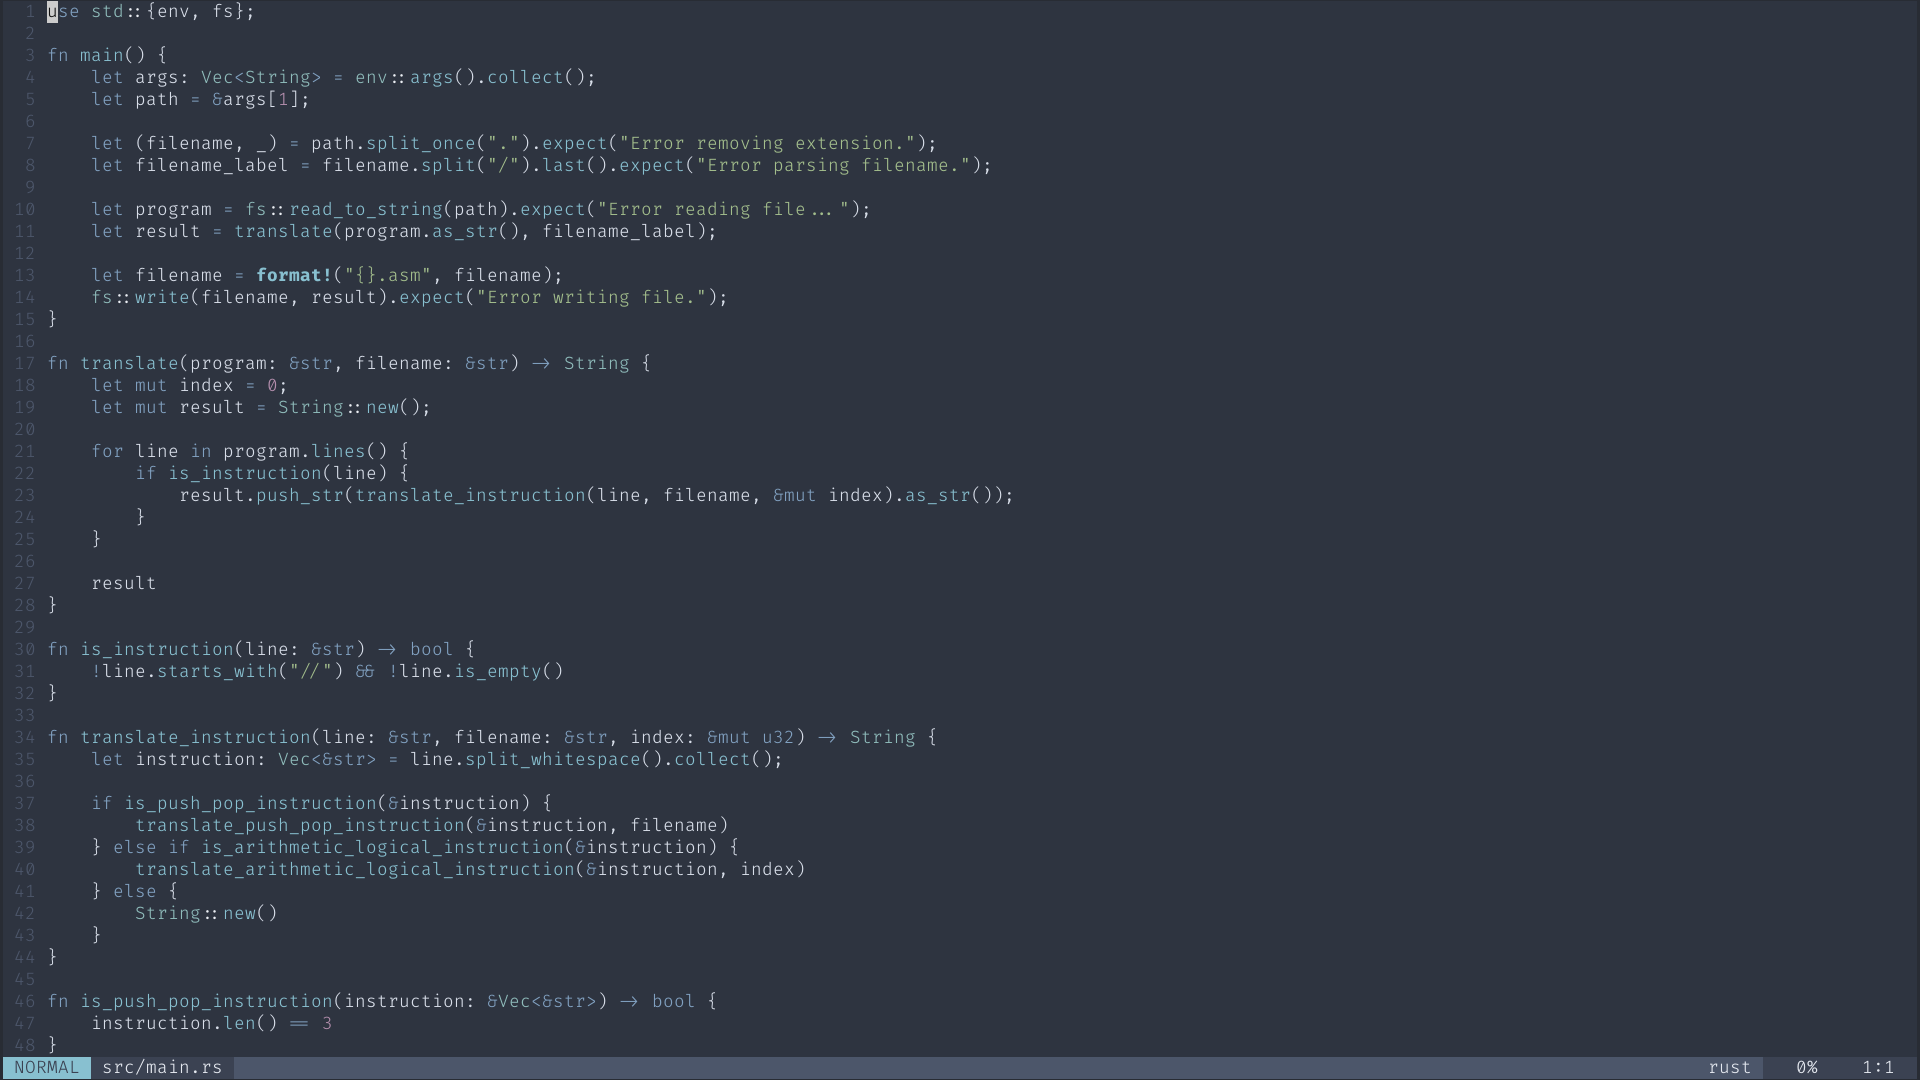 1 use std::{env, fs};
2
3 fn main() {
4     let args: Vec<String> = env::args().collect();
5     let path = &args[1];
6
7     let (filename, _) = path.split_once(".").expect("Error removing extension.");
8     let filename_label = filename.split("/").last().expect("Error parsing filename.");
9
10     let program = fs::read_to_string(path).expect("Error reading file...");
11     let result = translate(program.as_str(), filename_label);
12
13     let filename = format!("{}.asm", filename);
14     fs::write(filename, result).expect("Error writing file.");
15 }
16
17 fn translate(program: &str, filename: &str) -> String {
18     let mut index = 0;
19     let mut result = String::new();
20
21     for line in program.lines() {
22         if is_instruction(line) {
23             result.push_str(translate_instruction(line, filename, &mut index).as_str());
24         }
25     }
26
27     result
28 }
29
30 fn is_instruction(line: &str) -> bool {
31     !line.starts_with("//") && !line.is_empty()
32 }
33
34 fn translate_instruction(line: &str, filename: &str, index: &mut u32) -> String {
35     let instruction: Vec<&str> = line.split_whitespace().collect();
36
37     if is_push_pop_instruction(&instruction) {
38         translate_push_pop_instruction(&instruction, filename)
39     } else if is_arithmetic_logical_instruction(&instruction) {
40         translate_arithmetic_logical_instruction(&instruction, index)
41     } else {
42         String::new()
43     }
44 }
45
46 fn is_push_pop_instruction(instruction: &Vec<&str>) -> bool {
47     instruction.len() == 3
48 }
NORMAL src/main.rs rust 0% 1:1